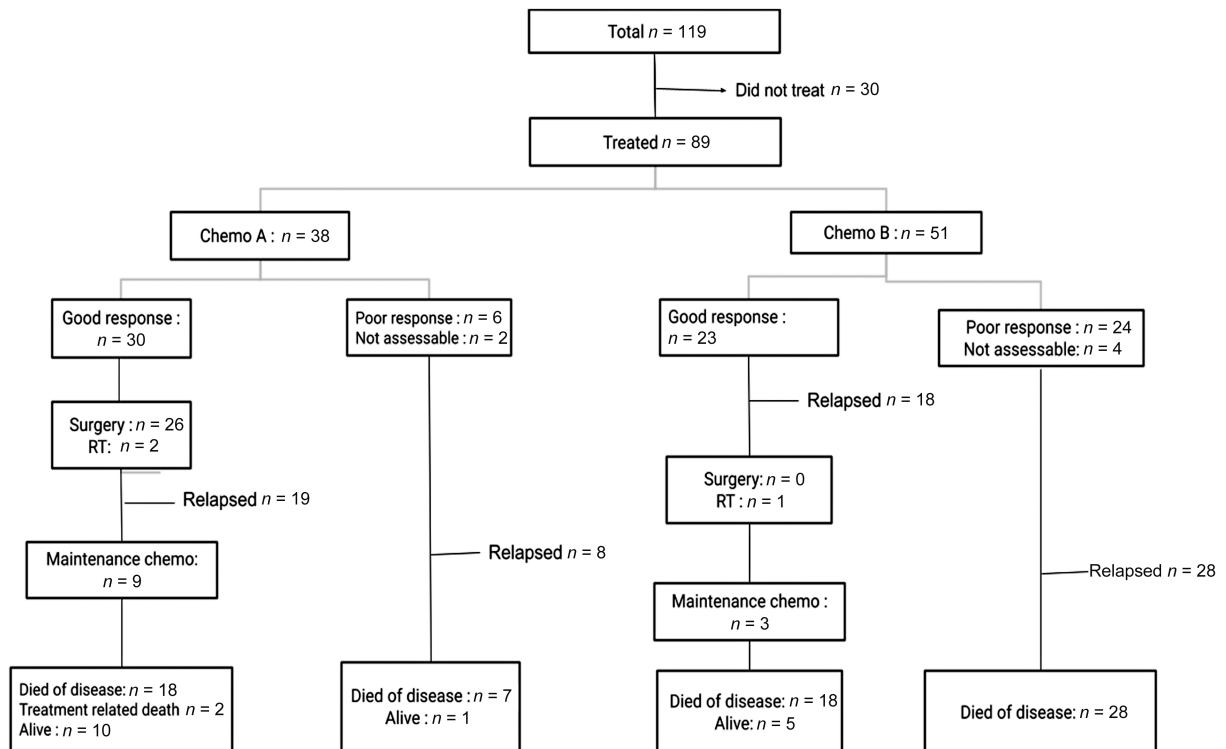 Total n = 119
Did not treat n = 30
Treated n = 89
Chemo A : n = 38
Chemo B : n = 51
Good response :
n = 30
Poor response : n = 6
Not assessable : n = 2
Good response :
n = 23
Poor response : n = 24
Not assessable: n = 4
Relapsed n = 18
Surgery : n = 26
RT: n = 2
Surgery: n = 0
RT : n = 1
Relapsed n = 19
Relapsed n = 8
Relapsed n = 28
Maintenance chemo:
n = 9
Maintenance chemo :
n = 3
Died of disease: n = 18
Treatment related death n = 2
Alive : n = 10
Died of disease : n = 7
Alive : n = 1
Died of disease: n = 18
Alive: n = 5
Died of disease: n = 28